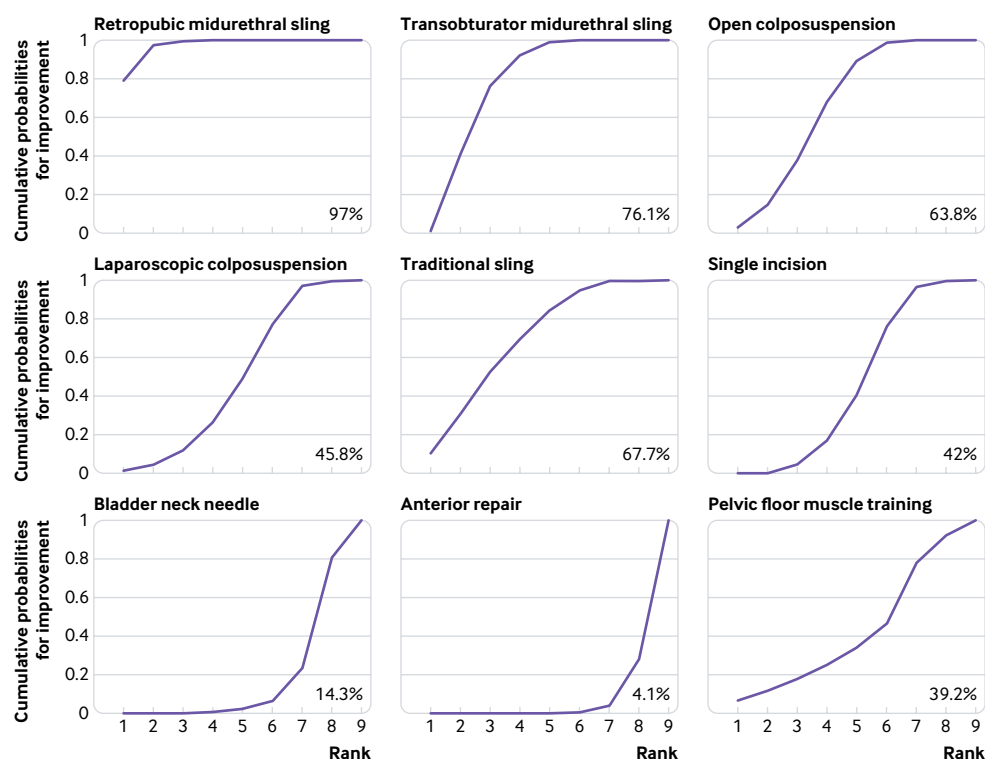 Retropubic midurethral sling
Transobturator midurethral sling
Open colposuspension
Cumulative probabilities
for improvement
1
0.8
0.6
0.4
0.2
0
97%
76.1%
63.8%
Laparoscopic colposuspension
Traditional sling
Single incision
Cumulative probabilities
for improvement
1
0.8
0.6
0.4
0.2
0
45.8%
67.7%
42%
Bladder neck needle
Anterior repair
Pelvic floor muscle training
Cumulative probabilities
for improvement
1
0.8
0.6
0.4
0.2
0
14.3%
4.1%
39.2%
1 2 3 4 5 6 7 8 9
1 2 3 4 5 6 7 8 9
1 2 3 4 5 6 7 8 9
Rank
Rank
Rank